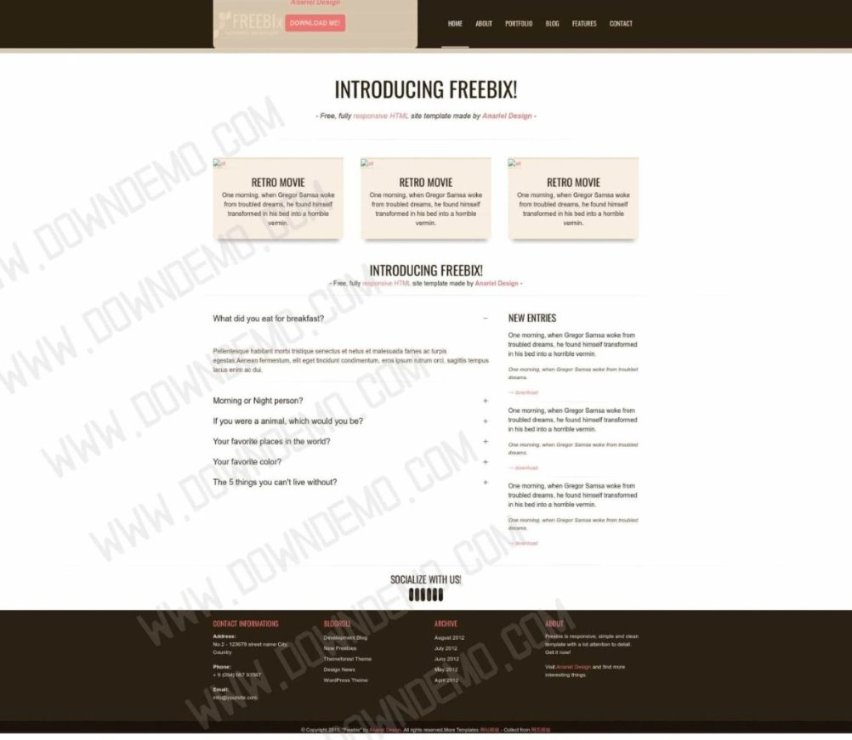 Anariel Design
FREEBIx
DOWNLOAD ME!
HOME ABOUT PORTFOLIO BLOG FEATURES CONTACT
INTRODUCING FREEBIX!
- Free, fully responsive HTML site template made by Anariel Design -
RETRO MOVIE
One morning, when Gregor Samsa woke
from troubled dreams, he found himself
transformed in his bed into a horrible
vermin.
RETRO MOVIE
One morning, when Gregor Samsa woke
from troubled dreams, he found himself
transformed in his bed into a horrible
vermin.
RETRO MOVIE
One morning, when Gregor Samsa woke
from troubled dreams, he found himself
transformed in his bed into a horrible
vermin.
INTRODUCING FREEBIX!
- Free, fully responsive HTML site template made by Anariel Design -
What did you eat for breakfast? −
Pellentesque habitant morbi tristique senectus et netus et malesuada fames ac turpis
egestas.Aenean fermentum, elit eget tincidunt condimentum, eros ipsum rutrum orci, sagittis tempus
lacus enim ac dui.
Morning or Night person? +
If you were a animal, which would you be? +
Your favorite places in the world? +
Your favorite color? +
The 5 things you can't live without? +
NEW ENTRIES
One morning, when Gregor Samsa woke from
troubled dreams, he found himself transformed
in his bed into a horrible vermin.
One morning, when Gregor Samsa woke from troubled
dreams.
→ download
One morning, when Gregor Samsa woke from
troubled dreams, he found himself transformed
in his bed into a horrible vermin.
One morning, when Gregor Samsa woke from troubled
dreams.
→ download
One morning, when Gregor Samsa woke from
troubled dreams, he found himself transformed
in his bed into a horrible vermin.
One morning, when Gregor Samsa woke from troubled
dreams.
→ download
SOCIALIZE WITH US!
CONTACT INFORMATIONS
Address:
No.2 - 123679 street name City,
Country
Phone:
Email:
info@yoursite.com
BLOGROLL
Development Blog
New Freebies
Themeforest Theme
Design News
WordPress Theme
ARCHIVE
August 2012
July 2012
June 2012
May 2012
April 2012
ABOUT
Freebix is responsive, simple and clean
template with a lot attention to detail.
Get it now!
Visit Anariel Design and find more
interesting things.
© Copyright 2013, "Freebix" by Anariel Design. All rights reserved.More Templates - Collect from
WWW.DOWNDEMO.COM
WWW.DOWNDEMO.COM
WWW.DOWNDEMO.COM
WWW.DOWNDEMO.COM
WWW.DOWNDEMO.COM
WWW.DOWNDEMO.COM